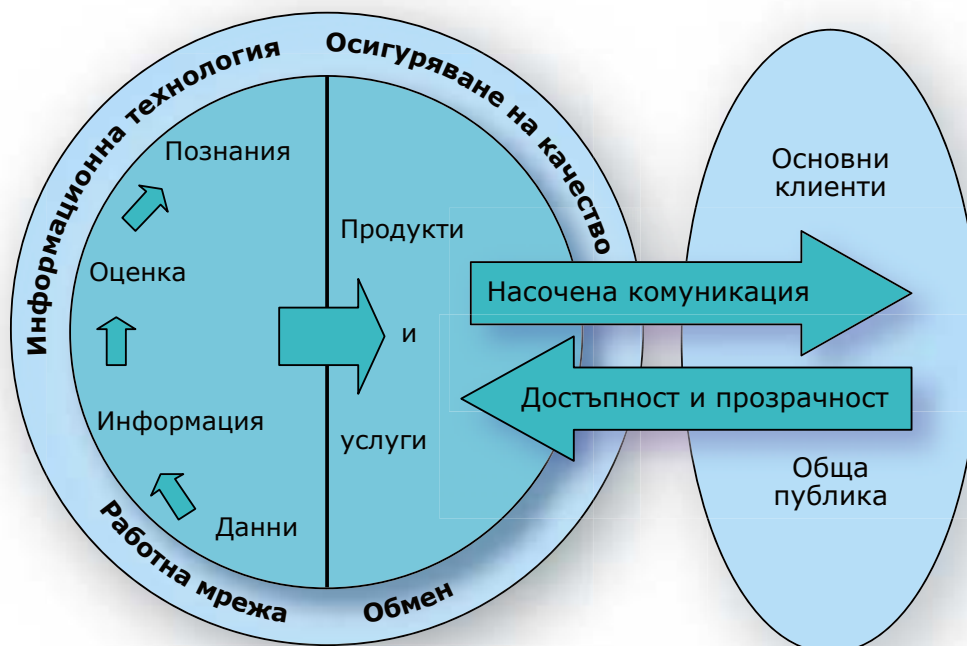 Информационна технология
Осигуряване на качество
Познания
Оценка
Информация
Данни
Продукти
и
услуги
Работна мрежа
Обмен
Основни
клиенти
Насочена комуникация
Достъпност и прозрачност
Обща
публика